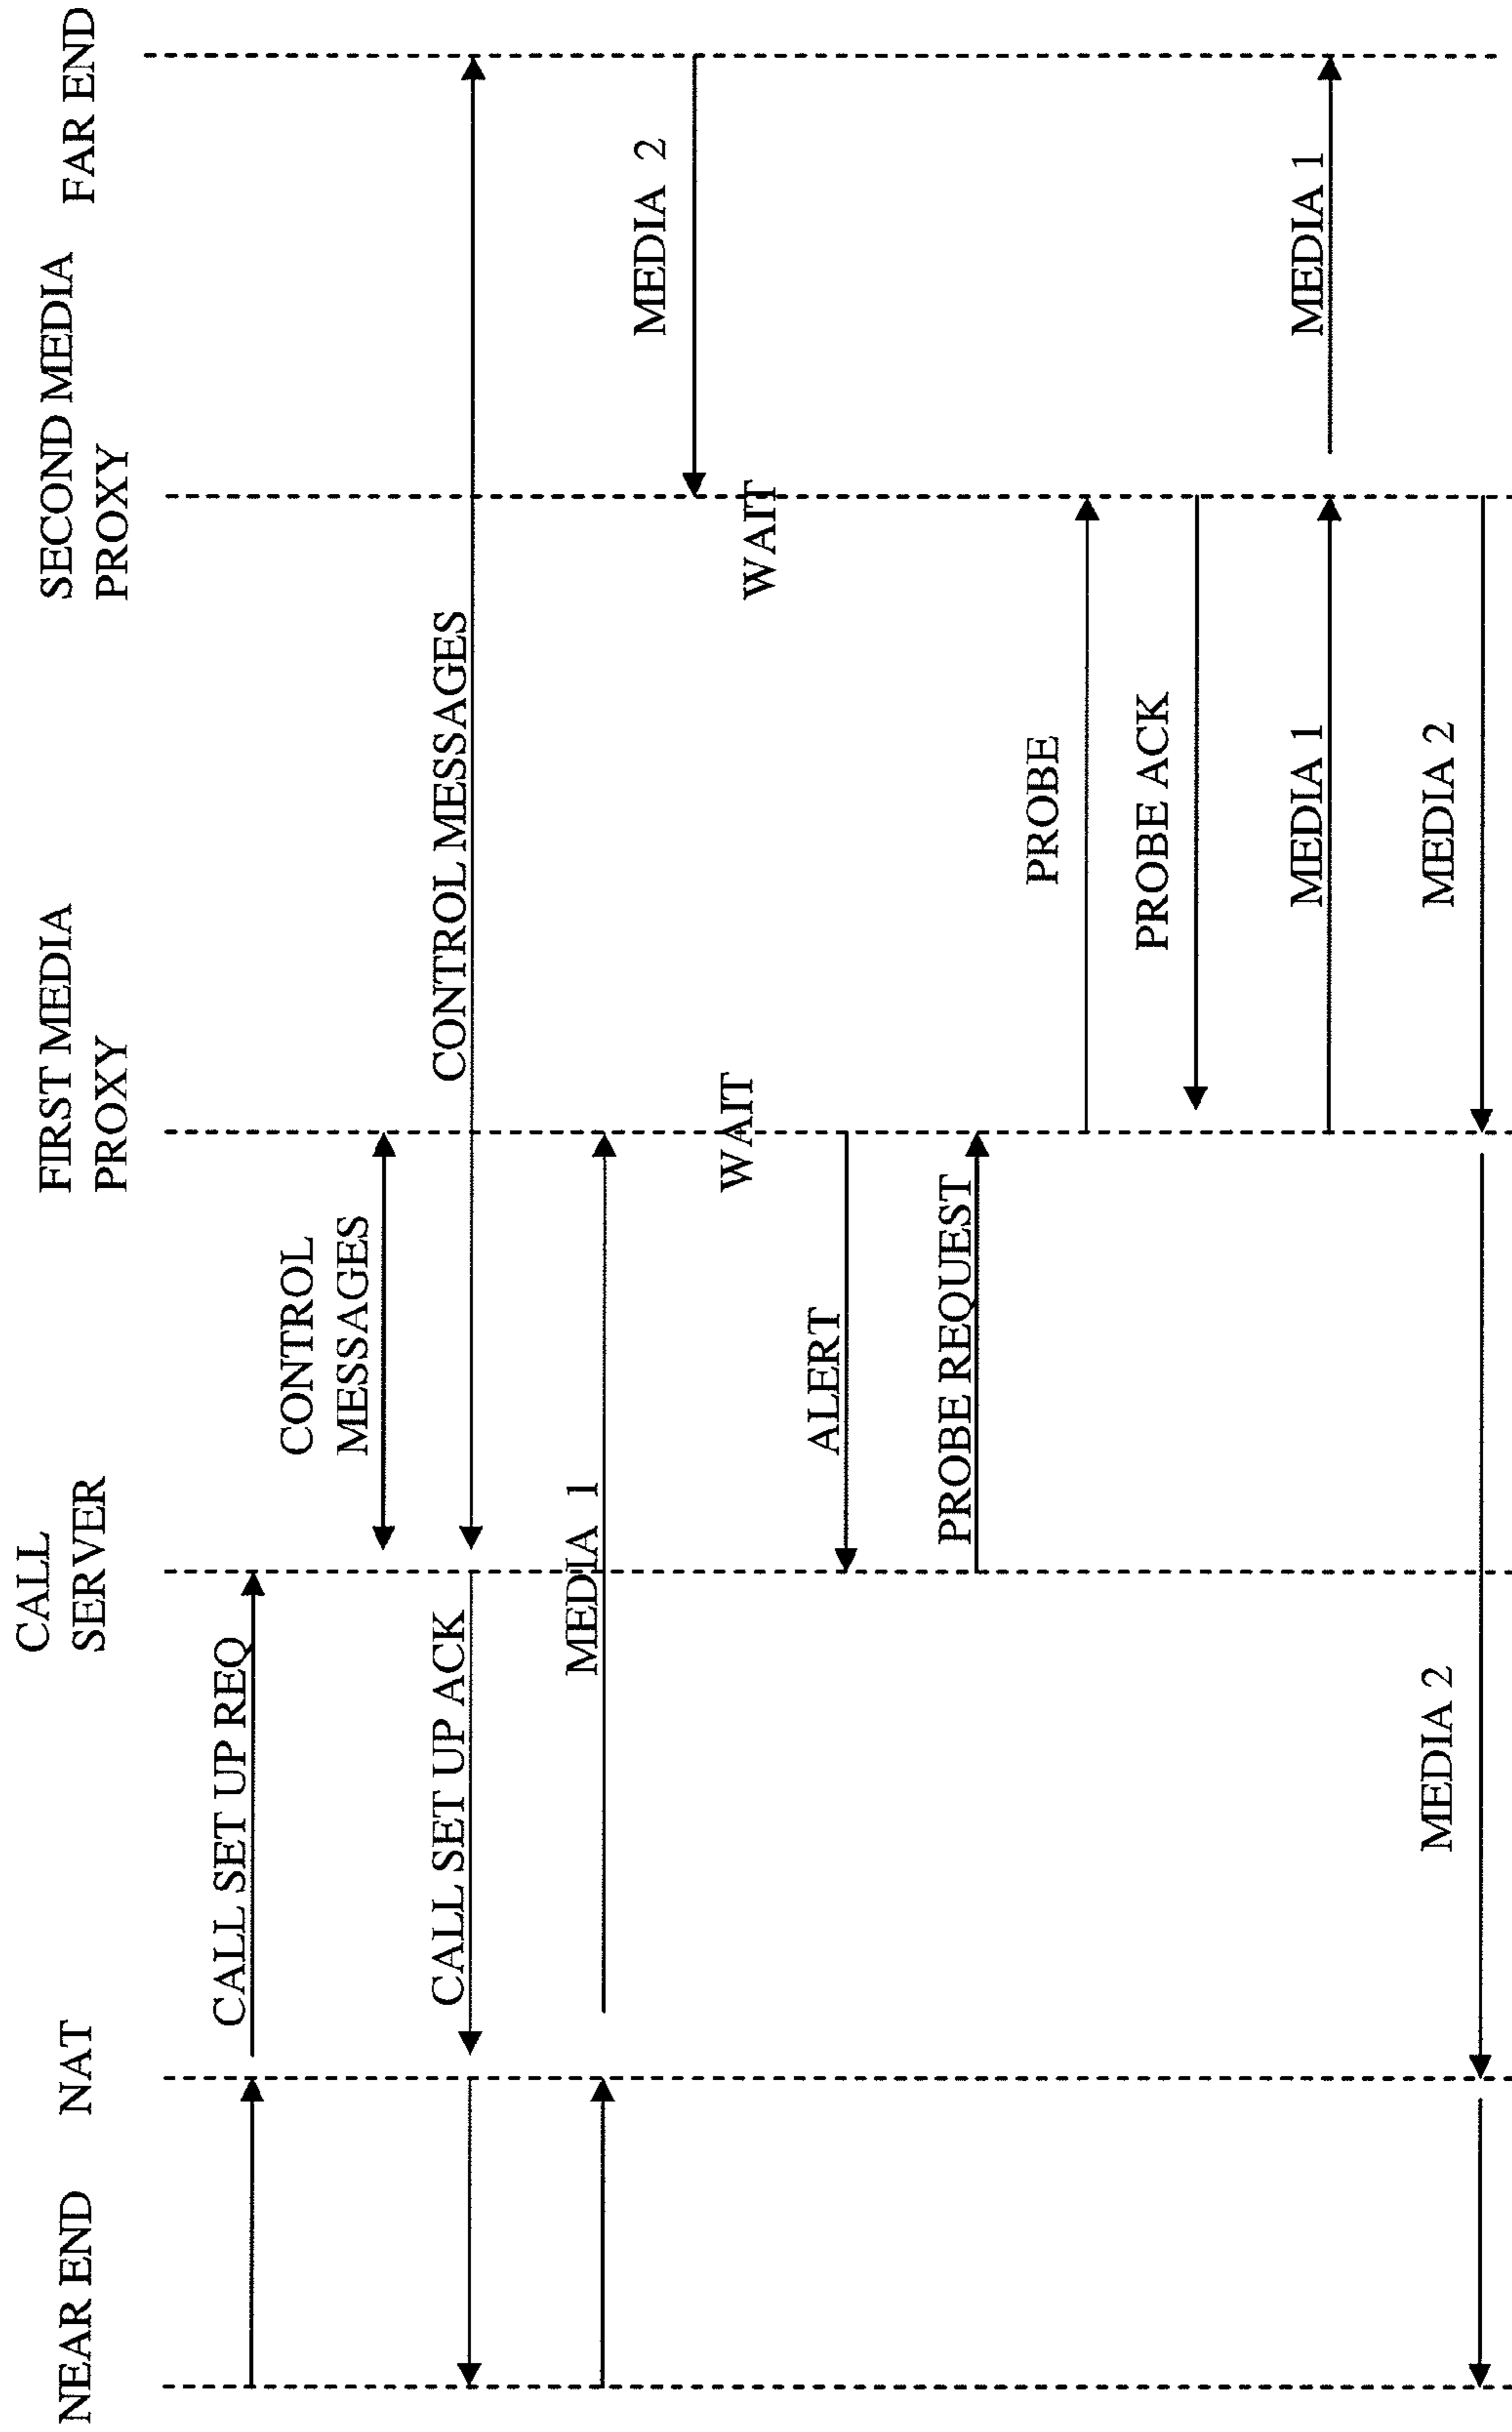 NEAR END
NAT
CALL
SERVER
FIRST MEDIA
PROXY
SECOND MEDIA
PROXY
FAR END
CALL SET UP REQ
CONTROL
MESSAGES
CALL SET UP ACK
CONTROL MESSAGES
MEDIA 1
MEDIA 2
WAIT
WAIT
ALERT
PROBE REQUEST
PROBE
PROBE ACK
MEDIA 1
MEDIA 1
MEDIA 2
MEDIA 2